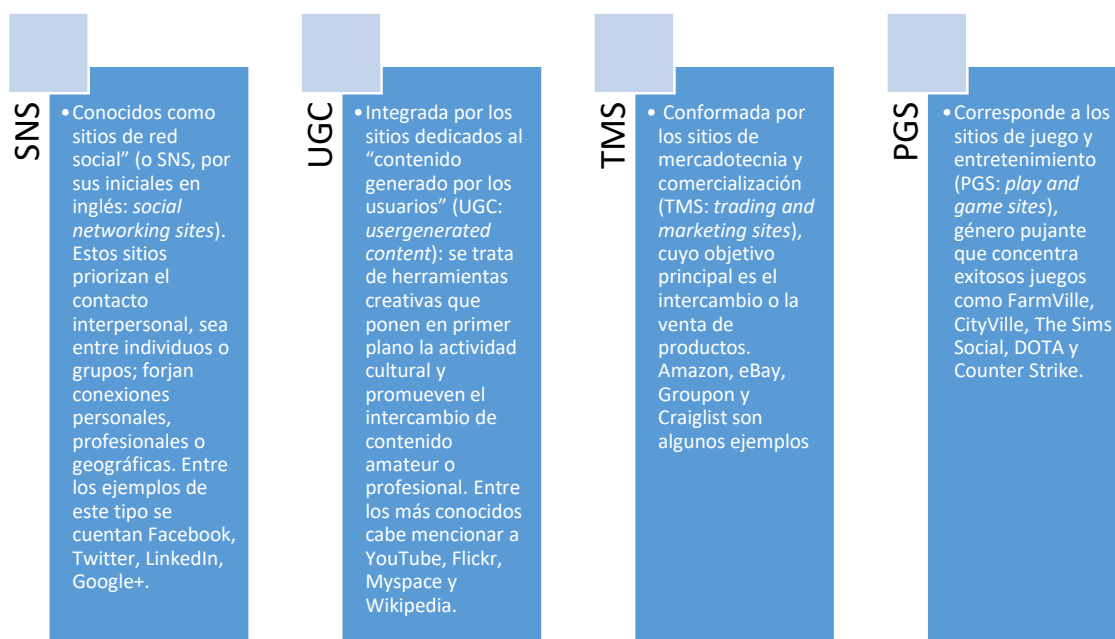 SNS
•Conocidos como
sitios de red
social” (o SNS, por
sus iniciales en
inglés: social
networking sites).
Estos sitios
priorizan el
contacto
interpersonal, sea
entre individuos o
grupos; forjan
conexiones
personales,
profesionales o
geográficas. Entre
los ejemplos de
este tipo se
cuentan Facebook,
Twitter, LinkedIn,
Google+.
UGC
•Integrada por los
sitios dedicados al
“contenido
generado por los
usuarios” (UGC:
usergenerated
content): se trata
de herramientas
creativas que
ponen en primer
plano la actividad
cultural y
promueven el
intercambio de
contenido
amateur o
profesional. Entre
los más conocidos
cabe mencionar a
YouTube, Flickr,
Myspace y
Wikipedia.
TMS
• Conformada por
los sitios de
mercadotecnia y
comercialización
(TMS: trading and
marketing sites),
cuyo objetivo
principal es el
intercambio o la
venta de
productos.
Amazon, eBay,
Groupon y
Craiglist son
algunos ejemplos
PGS
•Corresponde a los
sitios de juego y
entretenimiento
(PGS: play and
game sites),
género pujante
que concentra
exitosos juegos
como FarmVille,
CityVille, The Sims
Social, DOTA y
Counter Strike.